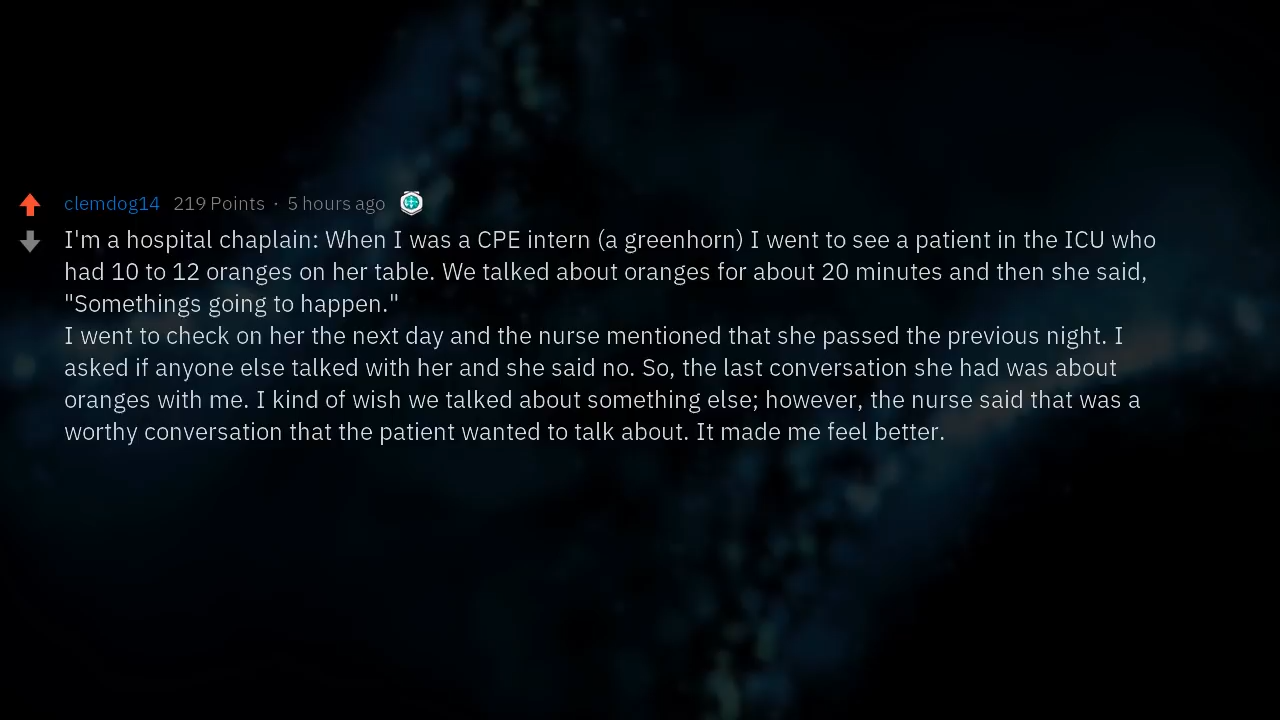 clemdog14 219 Points · 5 hours ago
I'm a hospital chaplain: When I was a CPE intern (a greenhorn) I went to see a patient in the ICU who
had 10 to 12 oranges on her table. We talked about oranges for about 20 minutes and then she said,
"Somethings going to happen."
I went to check on her the next day and the nurse mentioned that she passed the previous night. I
asked if anyone else talked with her and she said no. So, the last conversation she had was about
oranges with me. I kind of wish we talked about something else; however, the nurse said that was a
worthy conversation that the patient wanted to talk about. It made me feel better.